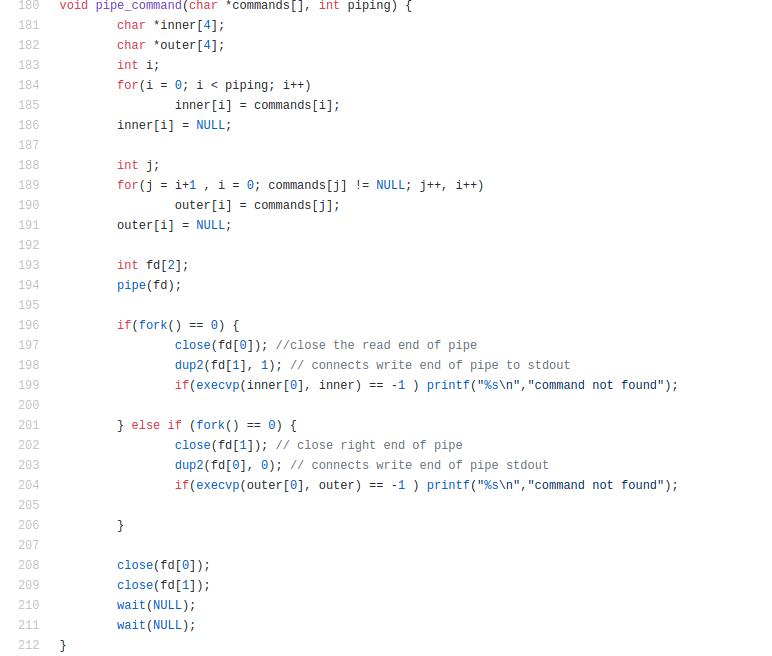 180 void pipe_command(char *commands[], int piping) {
181 char *inner[4];
182 char *outer[4];
183 int i;
184 for(i = 0; i < piping; i++)
185 inner[i] = commands[i];
186 inner[i] = NULL;
187
188 int j;
189 for(j = i+1 , i = 0; commands[j] != NULL; j++, i++)
190 outer[i] = commands[j];
191 outer[i] = NULL;
192
193 int fd[2];
194 pipe(fd);
195
196 if(fork() == 0) {
197 close(fd[0]); //close the read end of pipe
198 dup2(fd[1], 1); // connects write end of pipe to stdout
199 if(execvp(inner[0], inner) == -1 ) printf("%s\n","command not found");
200
201 } else if (fork() == 0) {
202 close(fd[1]); // close right end of pipe
203 dup2(fd[0], 0); // connects write end of pipe stdout
204 if(execvp(outer[0], outer) == -1 ) printf("%s\n","command not found");
205
206 }
207
208 close(fd[0]);
209 close(fd[1]);
210 wait(NULL);
211 wait(NULL);
212 }